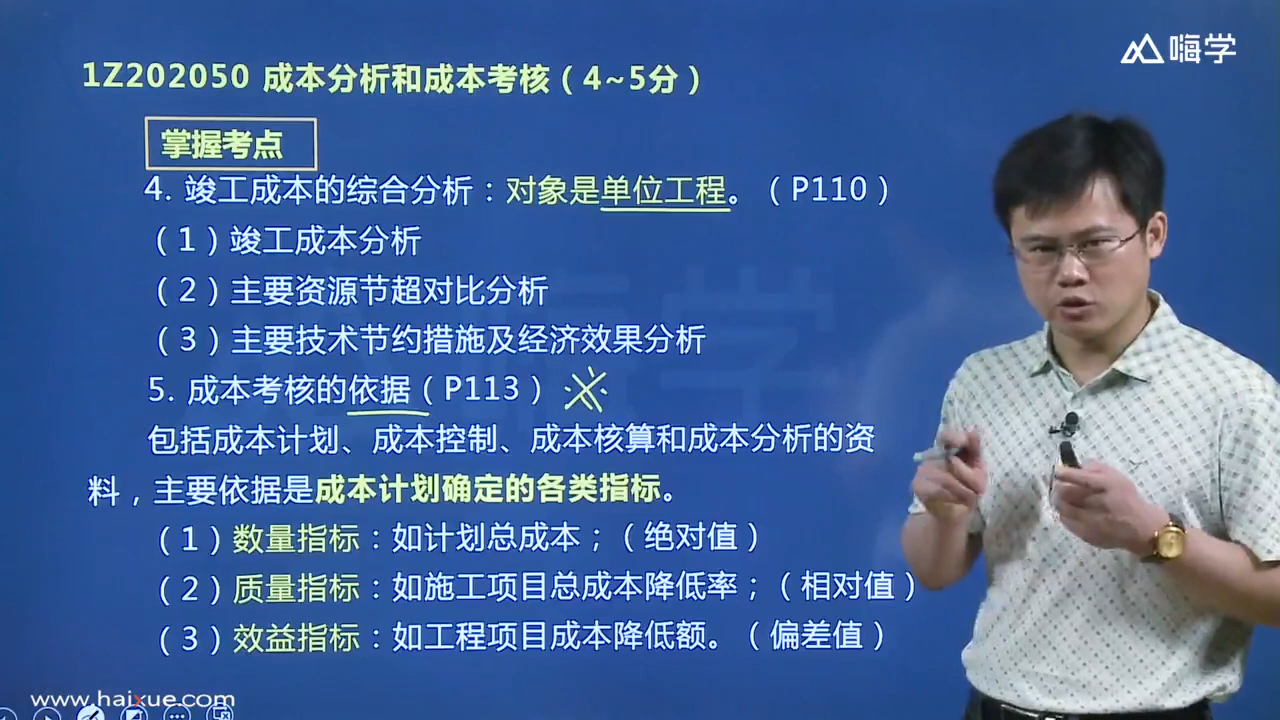 嗨学
1Z202050 成本分析和成本考核（4~5分）
掌握考点
4. 竣工成本的综合分析：对象是单位工程。（P110）
（1）竣工成本分析
（2）主要资源节超对比分析
（3）主要技术节约措施及经济效果分析
5. 成本考核的依据（P113）
包括成本计划、成本控制、成本核算和成本分析的资
料，主要依据是成本计划确定的各类指标。
（1）数量指标：如计划总成本；（绝对值）
（2）质量指标：如施工项目总成本降低率；（相对值）
（3）效益指标：如工程项目成本降低额。（偏差值）
www.haixue.com